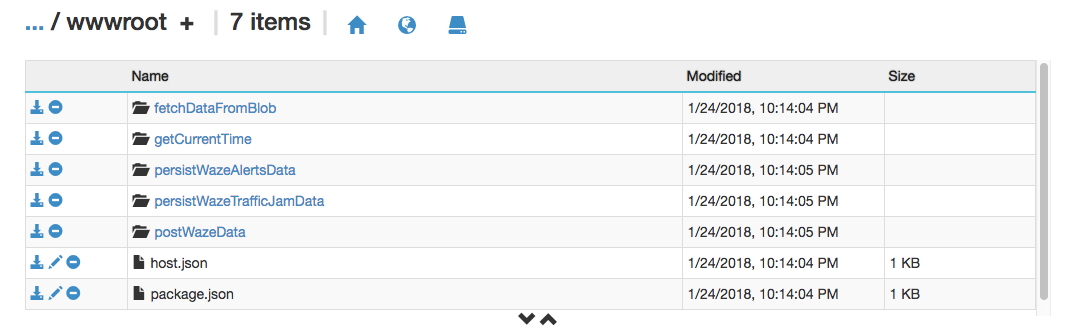 ... / wwwroot + | 7 items |
Name Modified Size
fetchDataFromBlob 1/24/2018, 10:14:04 PM
getCurrentTime 1/24/2018, 10:14:04 PM
persistWazeAlertsData 1/24/2018, 10:14:05 PM
persistWazeTrafficJamData 1/24/2018, 10:14:05 PM
postWazeData 1/24/2018, 10:14:05 PM
host.json 1/24/2018, 10:14:04 PM 1 KB
package.json 1/24/2018, 10:14:04 PM 1 KB